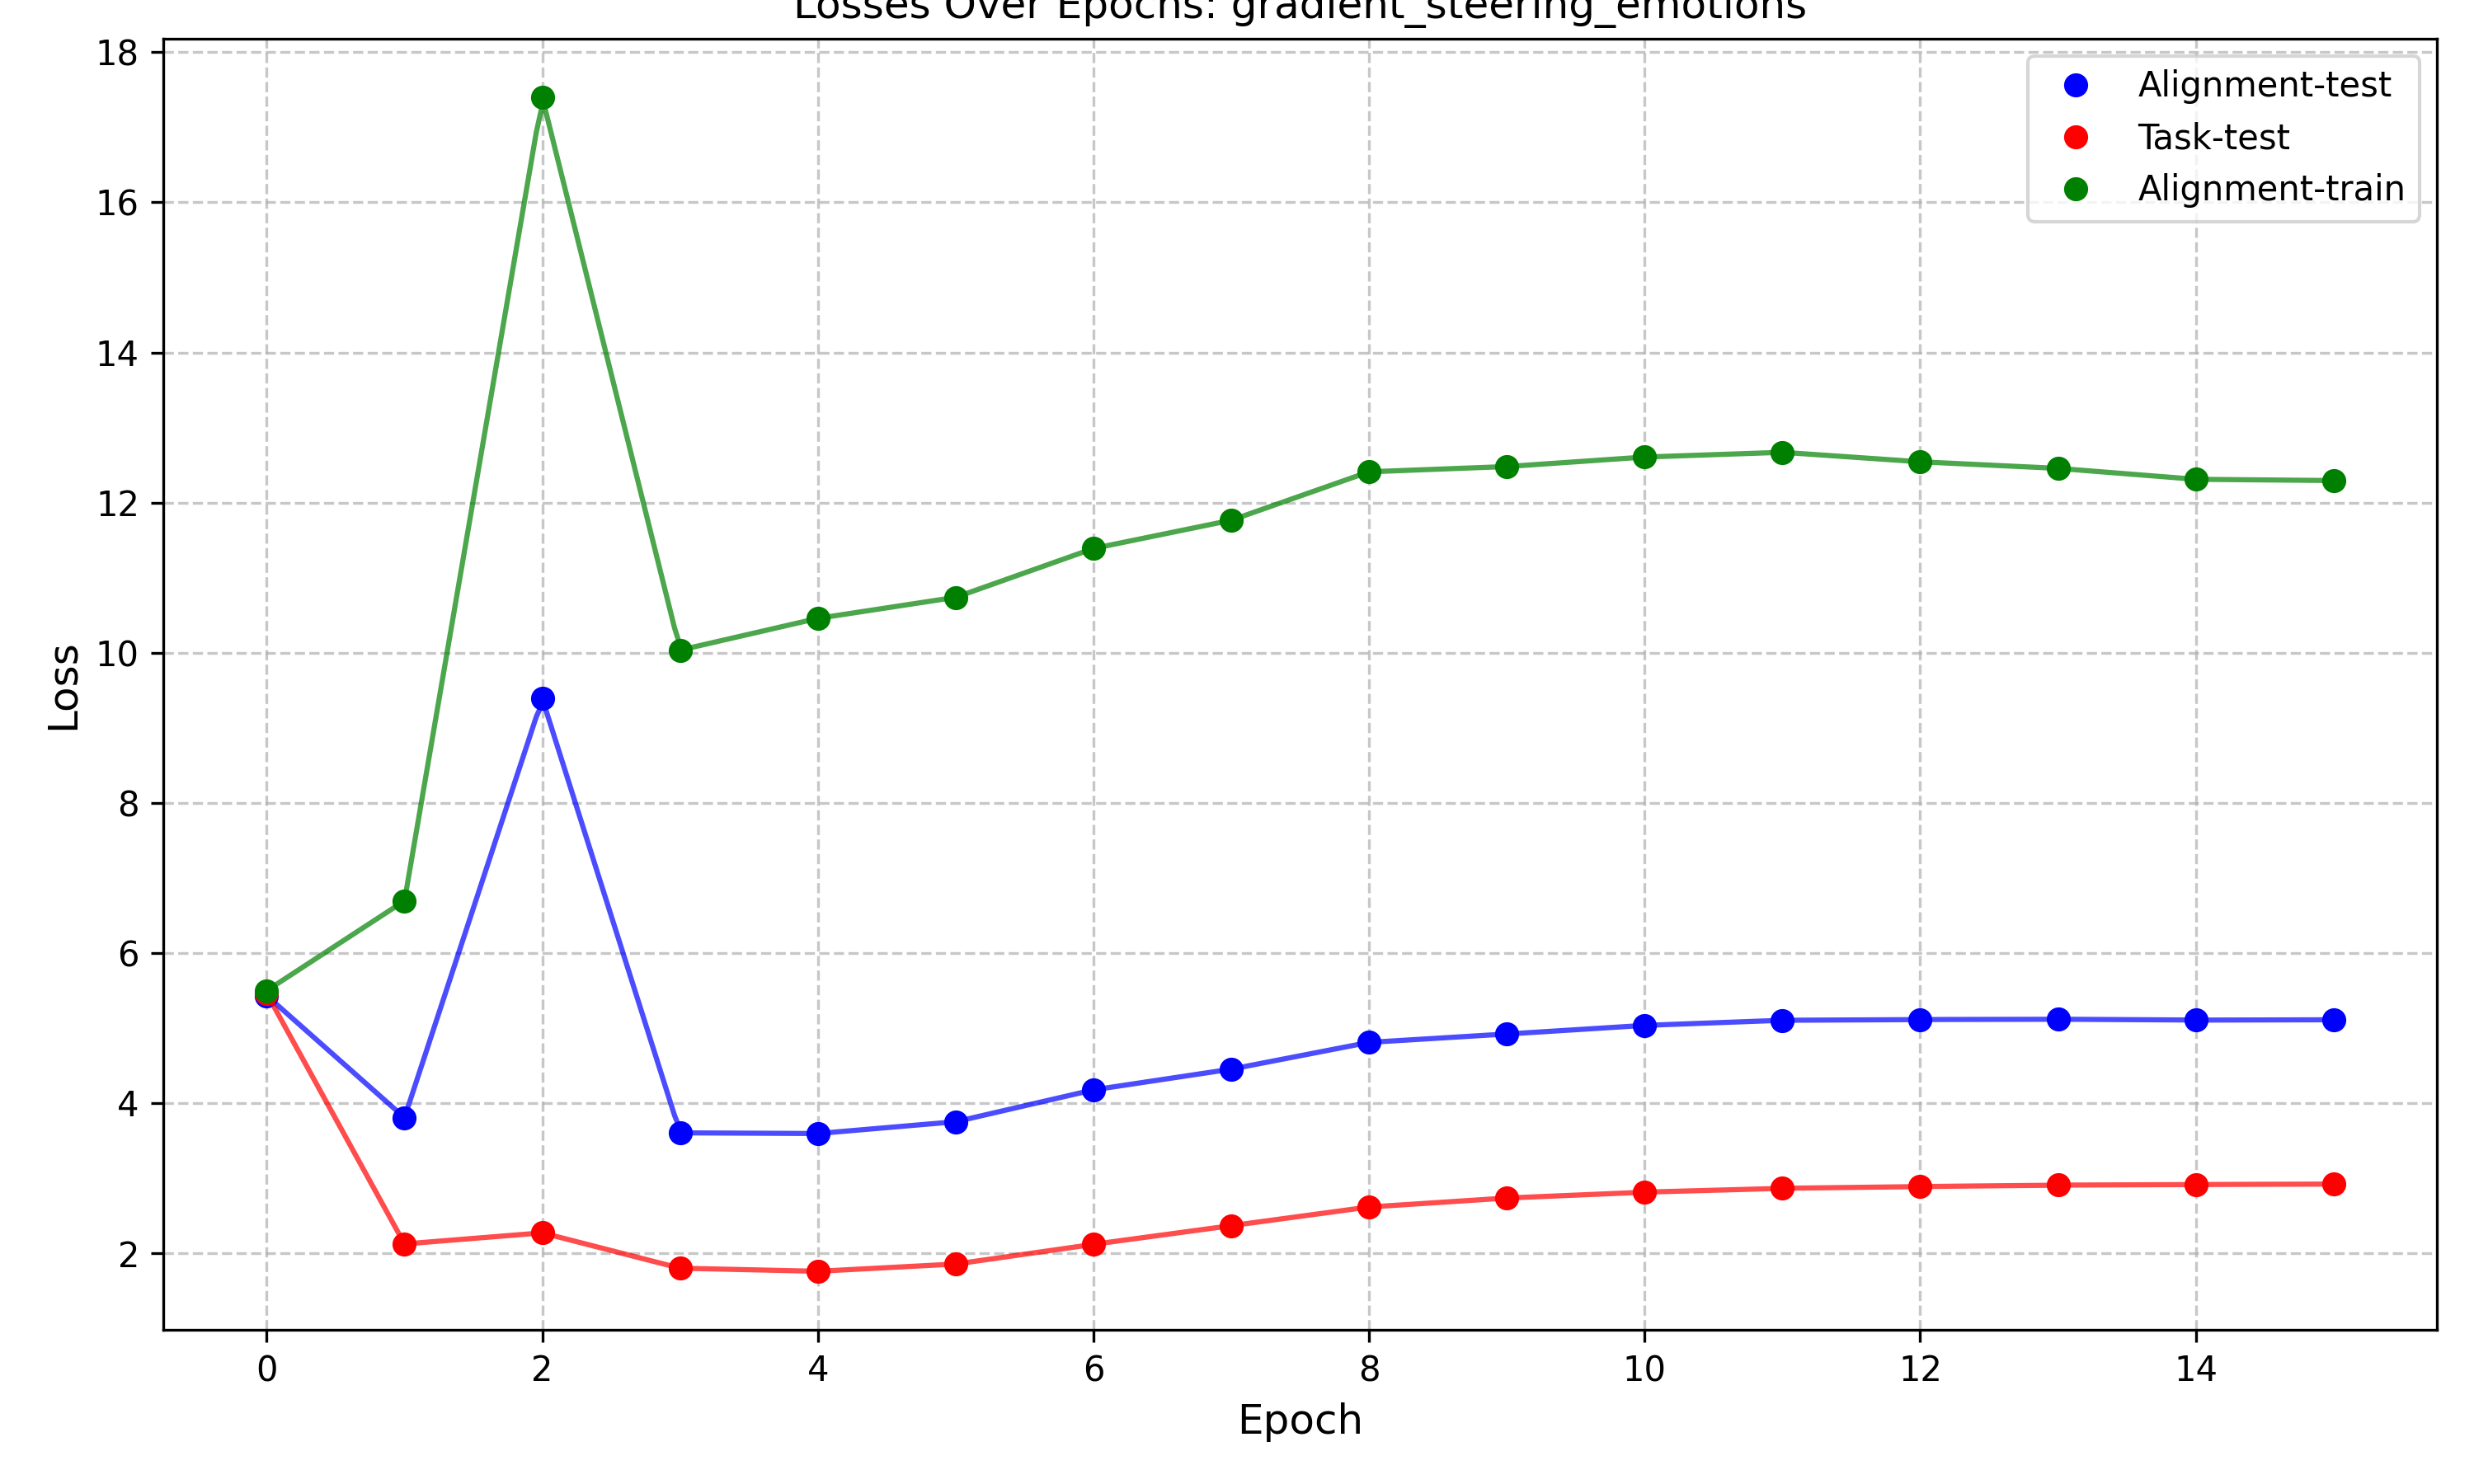 Losses Over Epochs: gradient_steering_emotions
18
16
14
12
10
8
6
4
2
Loss
Alignment-test
Task-test
Alignment-train
0 2 4 6 8 10 12 14
Epoch